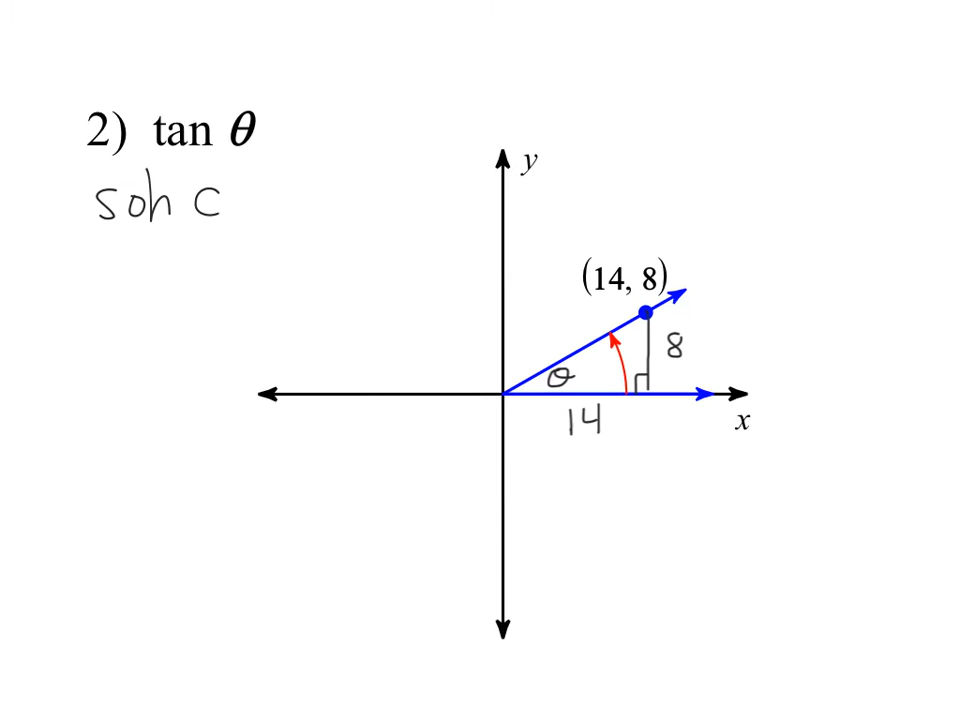 2) tan θ
soh c
y
(14, 8)
8
θ
14
x